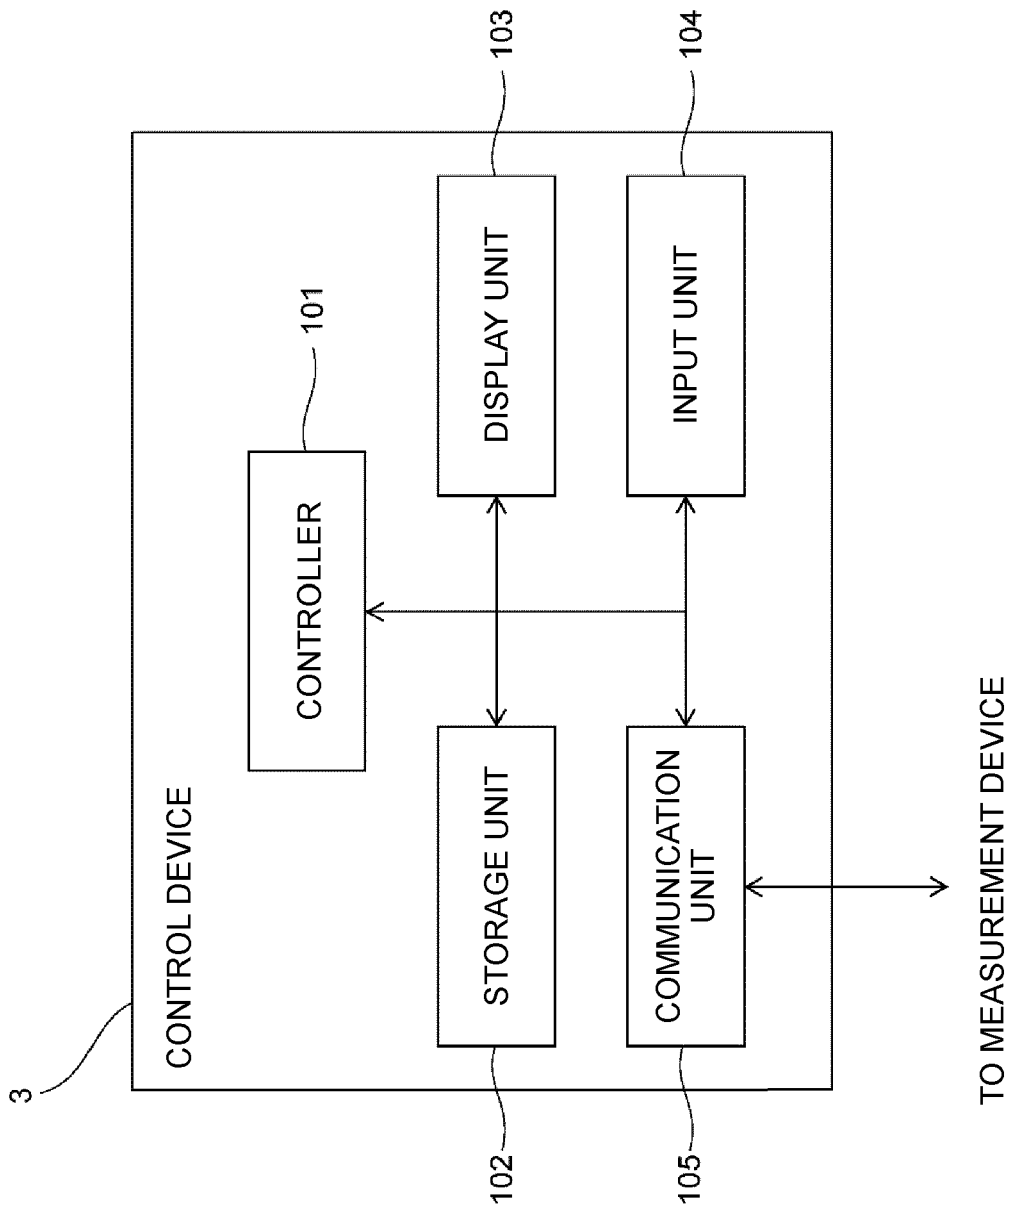 3
CONTROL DEVICE
101
CONTROLLER
102
STORAGE UNIT
103
DISPLAY UNIT
105
COMMUNICATION
UNIT
104
INPUT UNIT
TO MEASUREMENT DEVICE